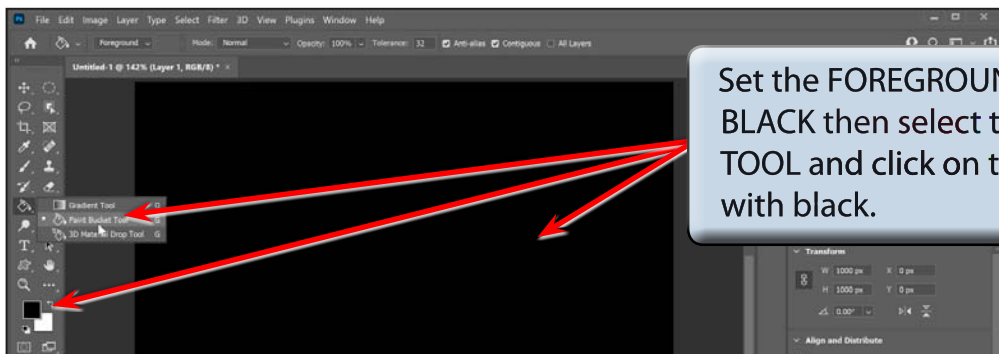 Ps File Edit Image Layer Type Select Filter 3D View Plugins Window Help
Foreground Mode: Normal Opacity: 100% Tolerance: 32 Anti-alias Contiguous All Layers
Untitled-1 @ 142% (Layer 1, RGB/8) * ×
Set the FOREGROUN
BLACK then select t
TOOL and click on t
with black.
Gradient Tool G
Paint Bucket Tool G
3D Material Drop Tool G
T
Transform
W 1000 px X 0 px
H 1000 px Y 0 px
0.00°
Align and Distribute